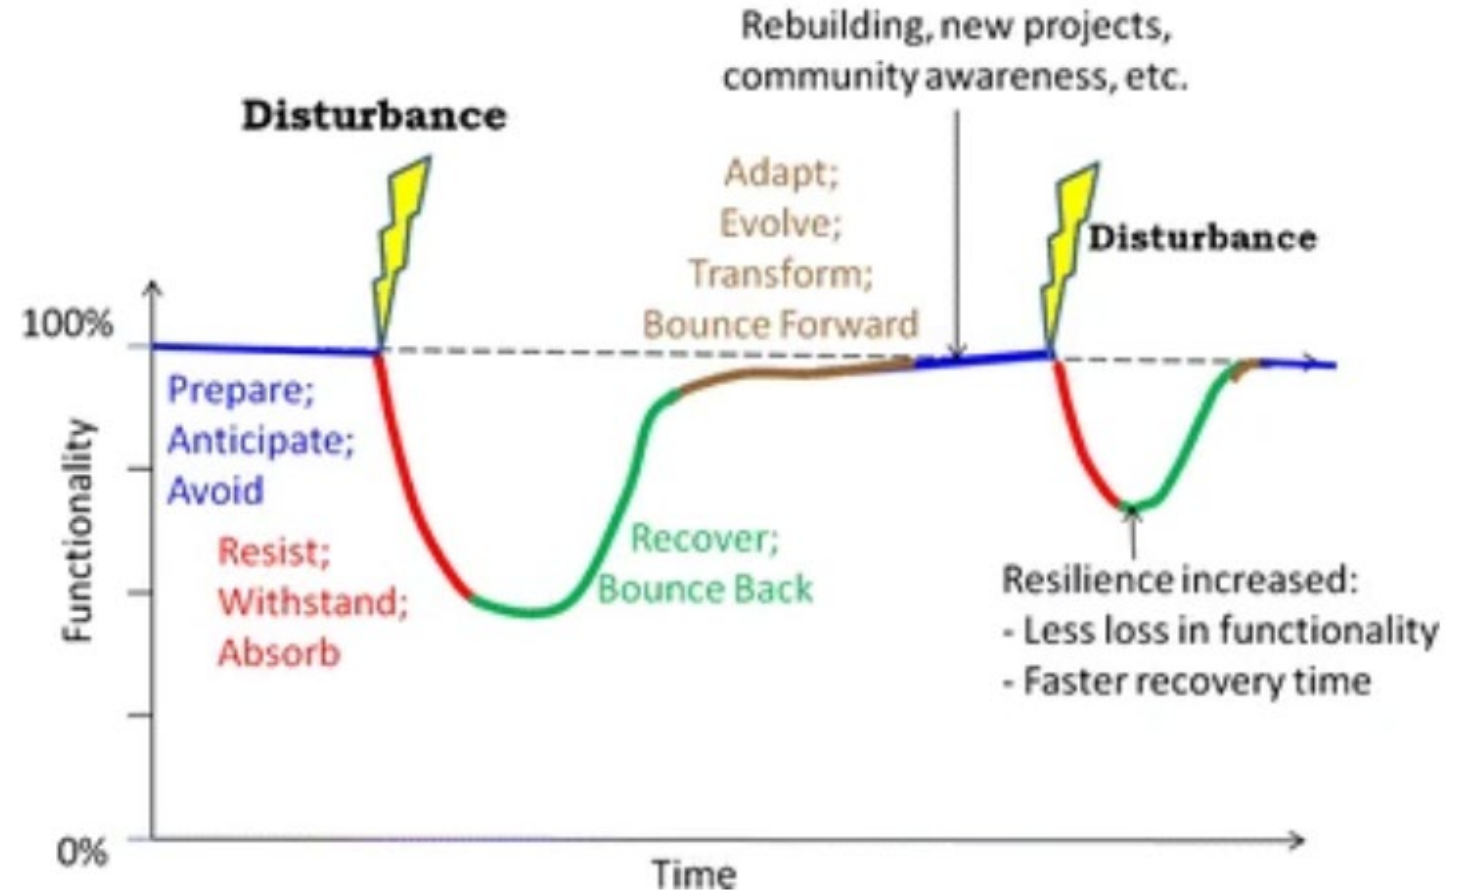 Rebuilding, new projects,
community awareness, etc.
Disturbance
Adapt;
Evolve;
Transform;
Bounce Forward
Disturbance
100%
Prepare;
Anticipate;
Avoid
Functionality
Resist;
Withstand;
Absorb
Recover;
Bounce Back
Resilience increased:
- Less loss in functionality
- Faster recovery time
0%
Time